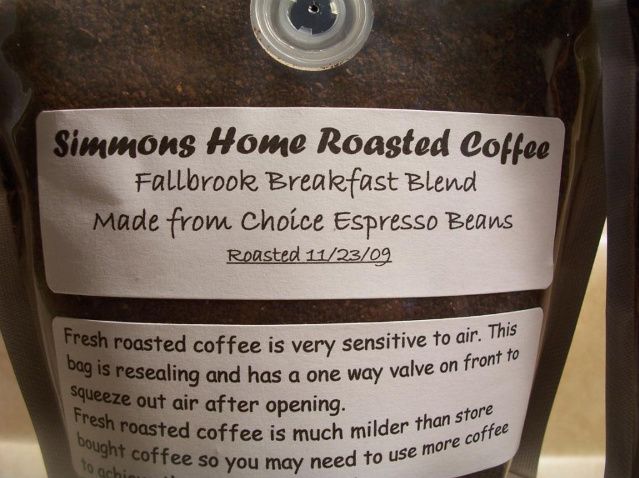 Simmons Home Roasted Coffee
Fallbrook Breakfast Blend
Made from Choice Espresso Beans
Roasted 11/23/09
Fresh roasted coffee is very sensitive to air. This
bag is resealing and has a one way valve on front to
squeeze out air after opening.
Fresh roasted coffee is much milder than store
bought coffee so you may need to use more coffee
to